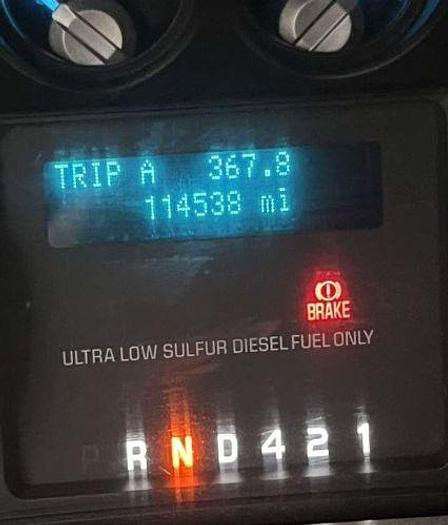 TRIP A 367.8
114538 mi
BRAKE
ULTRA LOW SULFUR DIESEL FUEL ONLY
P R N D 4 2 1